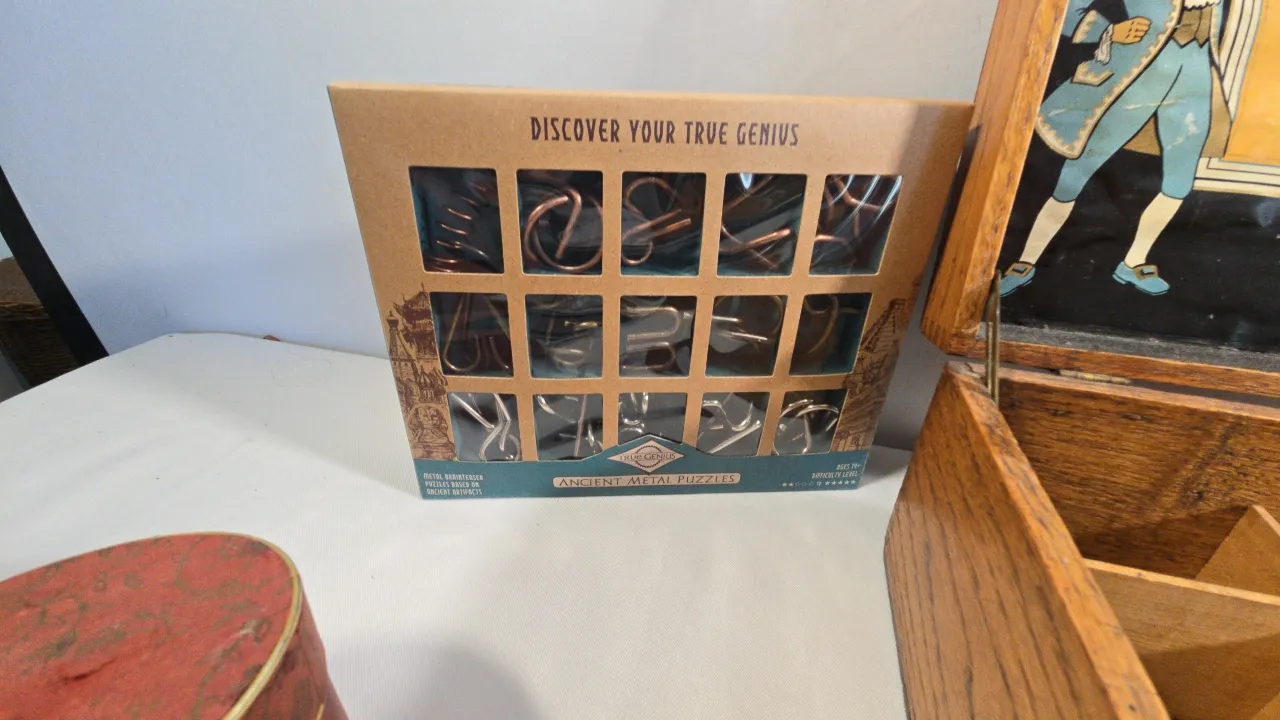 DISCOVER YOUR TRUE GENIUS
TRUE GENIUS
ANCIENT METAL PUZZLES
METAL BRAINTEASER
PUZZLES BASED ON
ANCIENT ARTIFACTS
AGES 14+
DIFFICULTY LEVEL